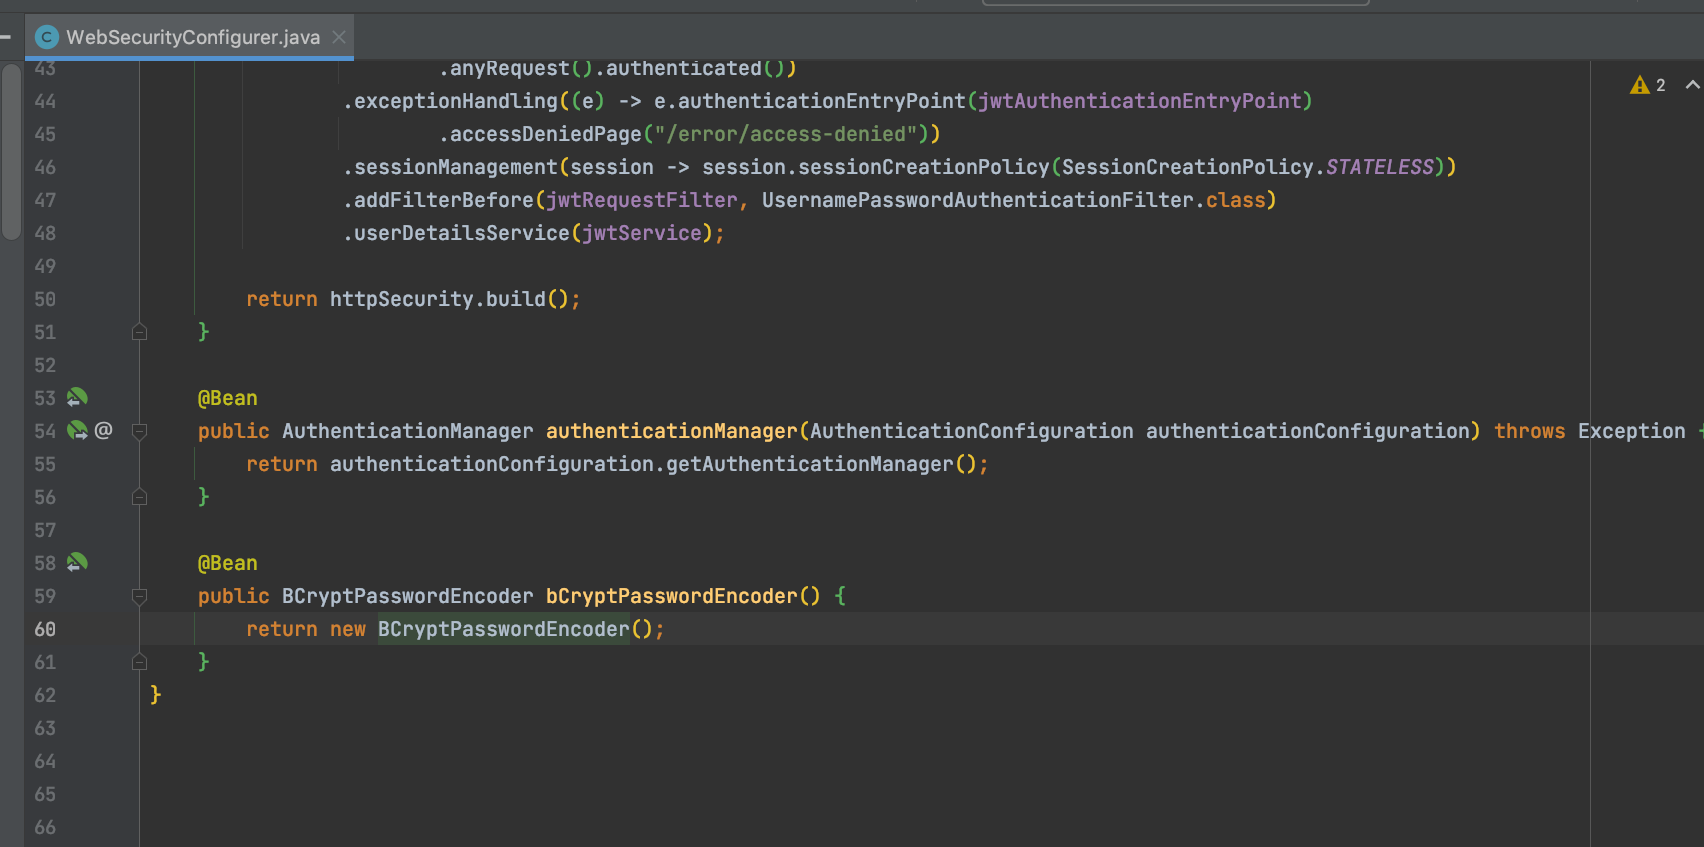 WebSecurityConfigurer.java
2
43 .anyRequest().authenticated())
44 .exceptionHandling((e) -> e.authenticationEntryPoint(jwtAuthenticationEntryPoint)
45 .accessDeniedPage("/error/access-denied"))
46 .sessionManagement(session -> session.sessionCreationPolicy(SessionCreationPolicy.STATELESS))
47 .addFilterBefore(jwtRequestFilter, UsernamePasswordAuthenticationFilter.class)
48 .userDetailsService(jwtService);
49
50 return httpSecurity.build();
51 }
52
53 @Bean
54 @ public AuthenticationManager authenticationManager(AuthenticationConfiguration authenticationConfiguration) throws Exception {
55 return authenticationConfiguration.getAuthenticationManager();
56 }
57
58 @Bean
59 public BCryptPasswordEncoder bCryptPasswordEncoder() {
60 return new BCryptPasswordEncoder();
61 }
62 }
63
64
65
66